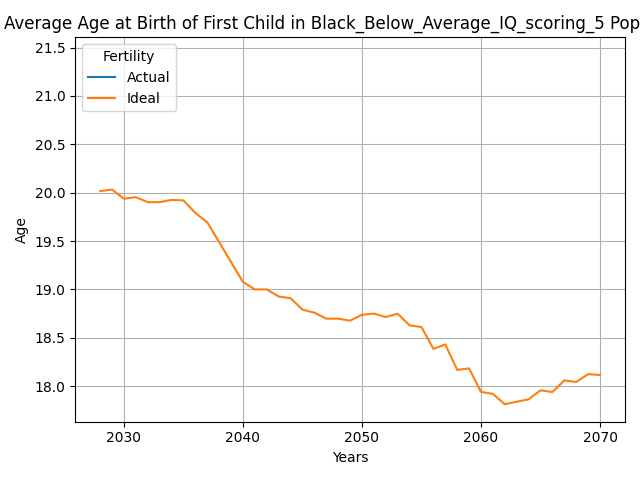 Average Age at Birth of First Child in Black_Below_Average_IQ_scoring_5 Pop
Fertility
Actual
Ideal
21.5
21.0
20.5
20.0
19.5
19.0
18.5
18.0
Age
2030 2040 2050 2060 2070
Years